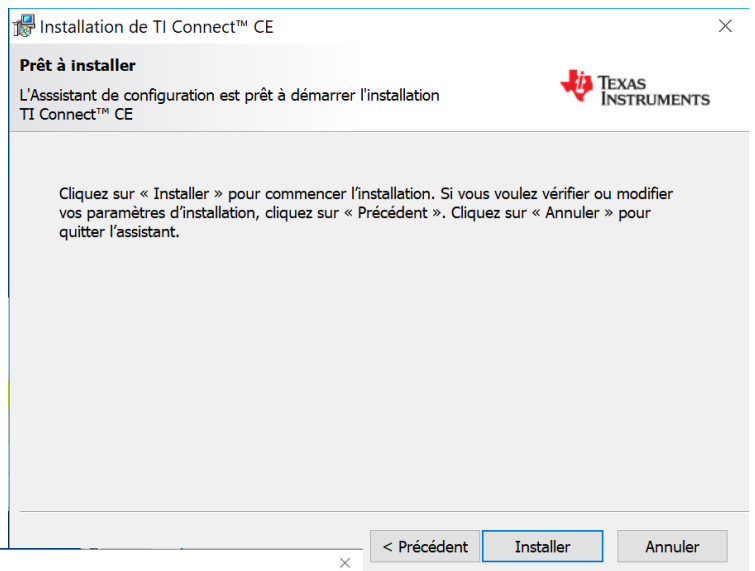 Installation de TI Connect™ CE
Prêt à installer
L'Asssistant de configuration est prêt à démarrer l'installation
TI Connect™ CE
TEXAS
INSTRUMENTS
Cliquez sur « Installer » pour commencer l’installation. Si vous voulez vérifier ou modifier
vos paramètres d’installation, cliquez sur « Précédent ». Cliquez sur « Annuler » pour
quitter l’assistant.
< Précédent
Installer
Annuler